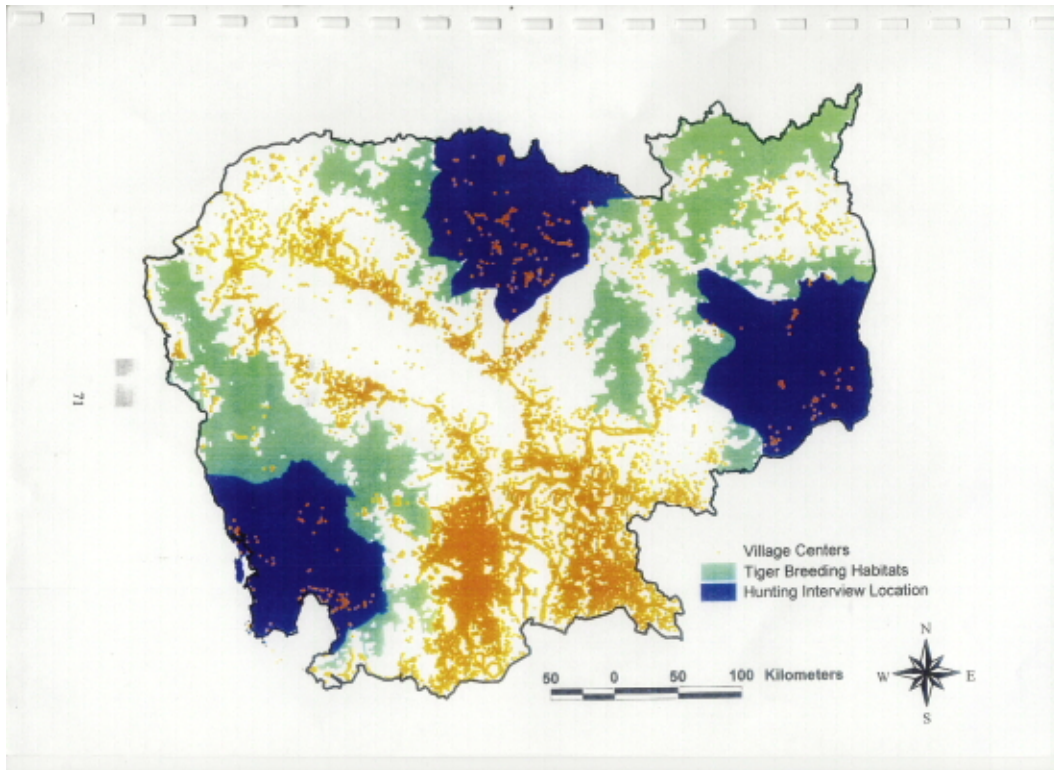 71
Village Centers
Tiger Breeding Habitats
Hunting Interview Location
50 0 50 100 Kilometers
N
W E
S